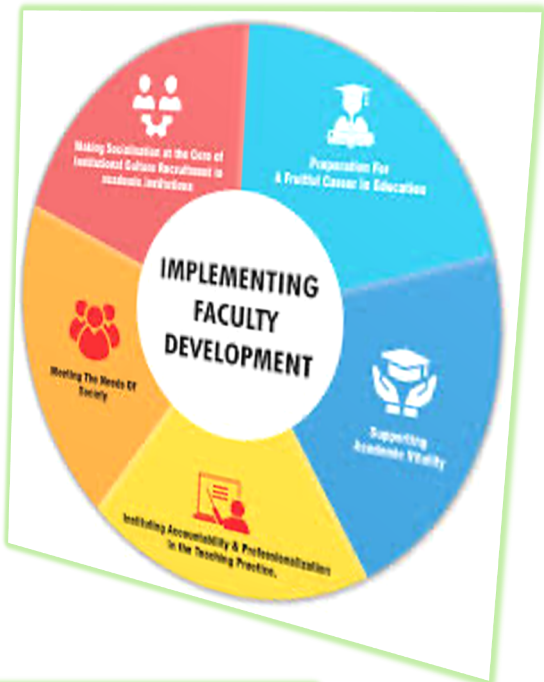 IMPLEMENTING
FACULTY
DEVELOPMENT
Preparation For
A Fruitful Career in Education
Supporting
Academic Vitality
Instituting Accountability & Professionalization
in the Teaching Practice.
Meeting The Needs Of
Society
Making Socialisation at the Core of
Institutional Culture Recruitment in
academic institutions